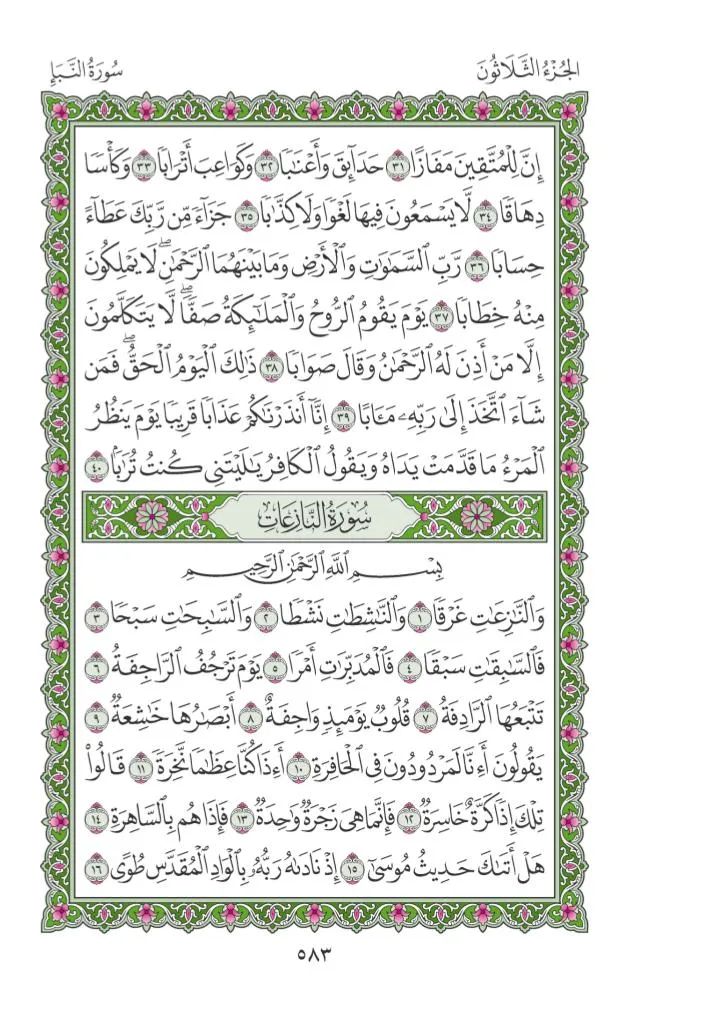 الجُزْءُ الثَّلَاثُونَ
سُورَةُ النَّبَإِ
إِنَّ لِلْمُتَّقِينَ مَفَازًا ٣١ حَدَآئِقَ وَأَعْنَٰبًا ٣٢ وَكَوَاعِبَ أَتْرَابًا ٣٣ وَكَأْسًا
دِهَاقًا ٣٤ لَّا يَسْمَعُونَ فِيهَا لَغْوًا وَلَا كِذَّٰبًا ٣٥ جَزَآءً مِّن رَّبِّكَ عَطَآءً
حِسَابًا ٣٦ رَّبِّ ٱلسَّمَٰوَٰتِ وَٱلْأَرْضِ وَمَا بَيْنَهُمَا ٱلرَّحْمَٰنِۖ لَا يَمْلِكُونَ
مِنْهُ خِطَابًا ٣٧ يَوْمَ يَقُومُ ٱلرُّوحُ وَٱلْمَلَٰٓئِكَةُ صَفًّاۖ لَّا يَتَكَلَّمُونَ
إِلَّا مَنْ أَذِنَ لَهُ ٱلرَّحْمَٰنُ وَقَالَ صَوَابًا ٣٨ ذَٰلِكَ ٱلْيَوْمُ ٱلْحَقُّۖ فَمَن
شَآءَ ٱتَّخَذَ إِلَىٰ رَبِّهِۦ مَـَٔابًا ٣٩ إِنَّآ أَنذَرْنَٰكُمْ عَذَابًا قَرِيبًا يَوْمَ يَنظُرُ
ٱلْمَرْءُ مَا قَدَّمَتْ يَدَاهُ وَيَقُولُ ٱلْكَافِرُ يَٰلَيْتَنِى كُنتُ تُرَٰبًۢا ٤٠
سُورَةُ النَّازِعَاتِ
بِسْمِ ٱللَّهِ ٱلرَّحْمَٰنِ ٱلرَّحِيمِ
وَٱلنَّٰزِعَٰتِ غَرْقًا ١ وَٱلنَّٰشِطَٰتِ نَشْطًا ٢ وَٱلسَّٰبِحَٰتِ سَبْحًا ٣
فَٱلسَّٰبِقَٰتِ سَبْقًا ٤ فَٱلْمُدَبِّرَٰتِ أَمْرًا ٥ يَوْمَ تَرْجُفُ ٱلرَّاجِفَةُ ٦
تَتْبَعُهَا ٱلرَّادِفَةُ ٧ قُلُوبٌ يَوْمَئِذٍ وَاجِفَةٌ ٨ أَبْصَٰرُهَا خَٰشِعَةٌ ٩
يَقُولُونَ أَءِنَّا لَمَرْدُودُونَ فِى ٱلْحَافِرَةِ ١٠ أَءِذَا كُنَّا عِظَٰمًا نَّخِرَةً ١١ قَالُوا۟
تِلْكَ إِذًا كَرَّةٌ خَاسِرَةٌ ١٢ فَإِنَّمَا هِىَ زَجْرَةٌ وَٰحِدَةٌ ١٣ فَإِذَا هُم بِٱلسَّاهِرَةِ ١٤
هَلْ أَتَىٰكَ حَدِيثُ مُوسَىٰٓ ١٥ إِذْ نَادَىٰهُ رَبُّهُۥ بِٱلْوَادِ ٱلْمُقَدَّسِ طُوًى ١٦
٥٨٣